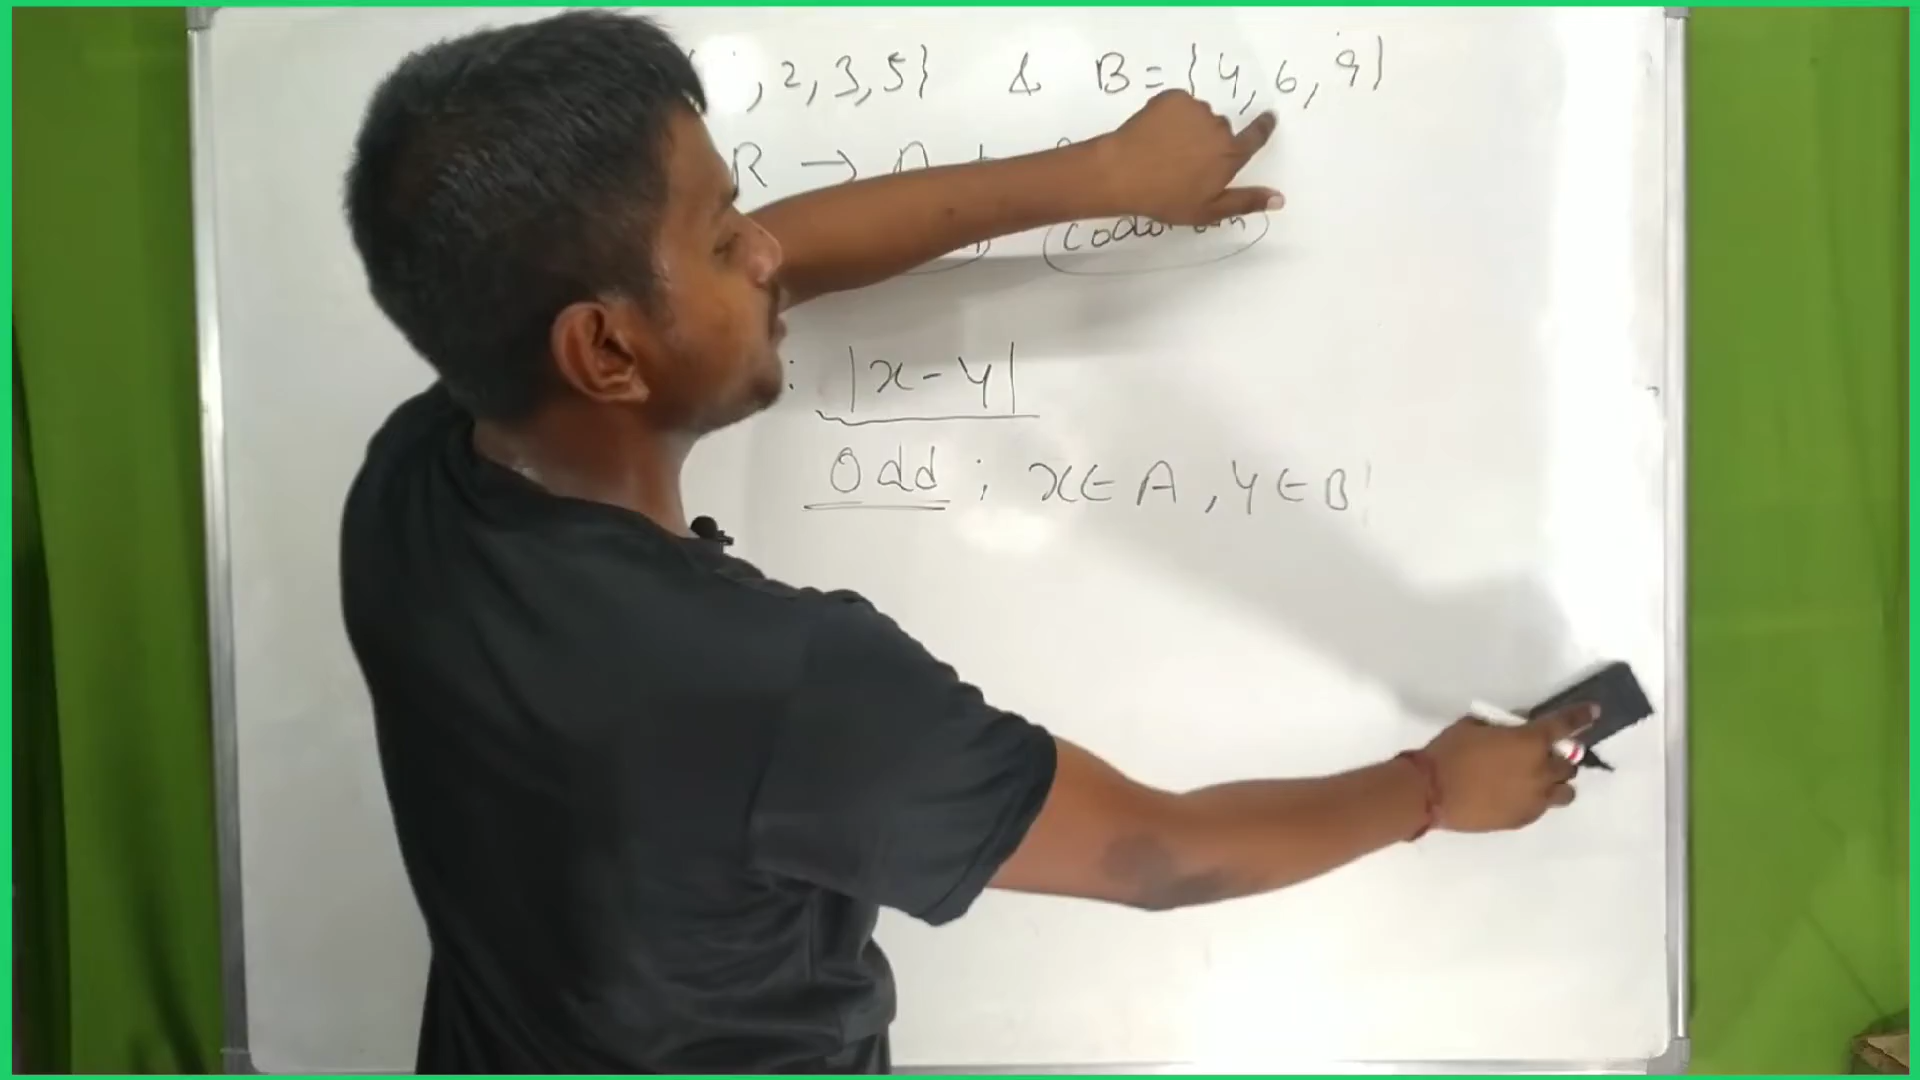 , 2, 3, 5} & B = {4, 6, 9}
R → A
codomain
: |x - y|
Odd ; x ∈ A , y ∈ B